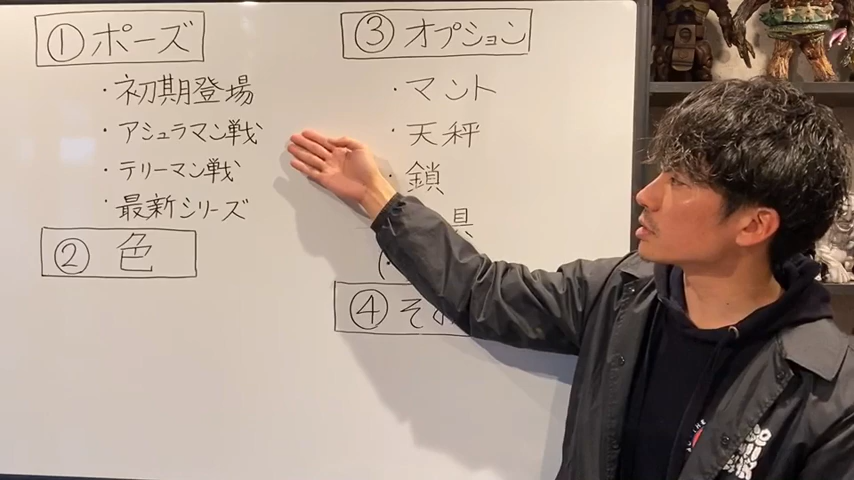 ① ポーズ
・初期登場
・アシュラマン戦
・テリーマン戦
・最新シリーズ
② 色
③ オプション
・マント
・天秤
・鎖
具
④ その